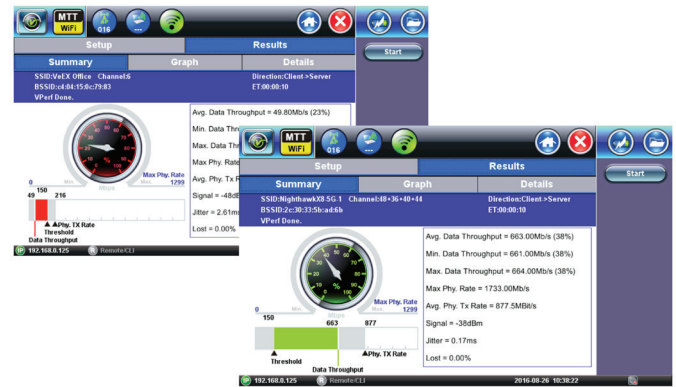 MTT
WiFi
016
...
Setup
Results
Start
Summary
Graph
Details
SSID:VeEX Office Channel:6
Direction:Client->Server
BSSID:c4:04:15:0c:79:83
ET:00:00:10
VPerf Done.
Avg. Data Throughput = 49.80Mb/s (23%)
Min. Data Thr
Max. Data Th
Max Phy. Rate
Avg. Phy. Tx R
Signal = -48dB
Jitter = 2.61m
Lost = 0.00%
Max Phy. Rate
0
1299
150
49
216
Phy. TX Rate
Threshold
Data Throughput
IP 192.168.0.125
R Remote/CLI
MTT
WiFi
016
...
Setup
Results
Start
Summary
Graph
Details
SSID:NighthawkX8-5G-1 Channel:48+36+40+44
Direction:Client->Server
BSSID:2c:30:33:5b:ad:6b
ET:00:00:10
VPerf Done.
Avg. Data Throughput = 663.00Mb/s (38%)
Min. Data Throughput = 661.00Mb/s (38%)
Max. Data Throughput = 664.00Mb/s (38%)
Max Phy. Rate = 1733.00Mb/s
Avg. Phy. Tx Rate = 877.5MBit/s
Signal = -38dBm
Jitter = 0.17ms
Lost = 0.00%
Max Phy. Rate
0
1299
150
663
877
Threshold
Phy. TX Rate
Data Throughput
IP 192.168.0.125
R Remote/CLI
2016-08-26 10:38:22